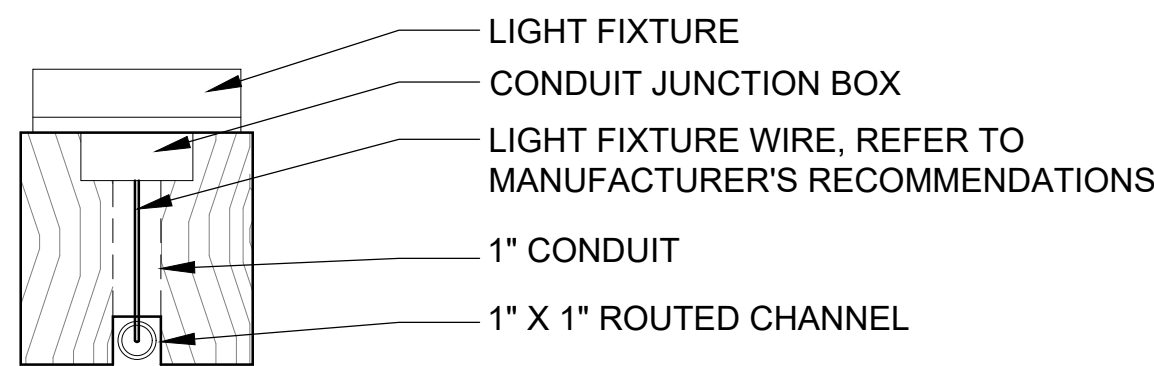 LIGHT FIXTURE
CONDUIT JUNCTION BOX
LIGHT FIXTURE WIRE, REFER TO
MANUFACTURER'S RECOMMENDATIONS
1" CONDUIT
1" X 1" ROUTED CHANNEL